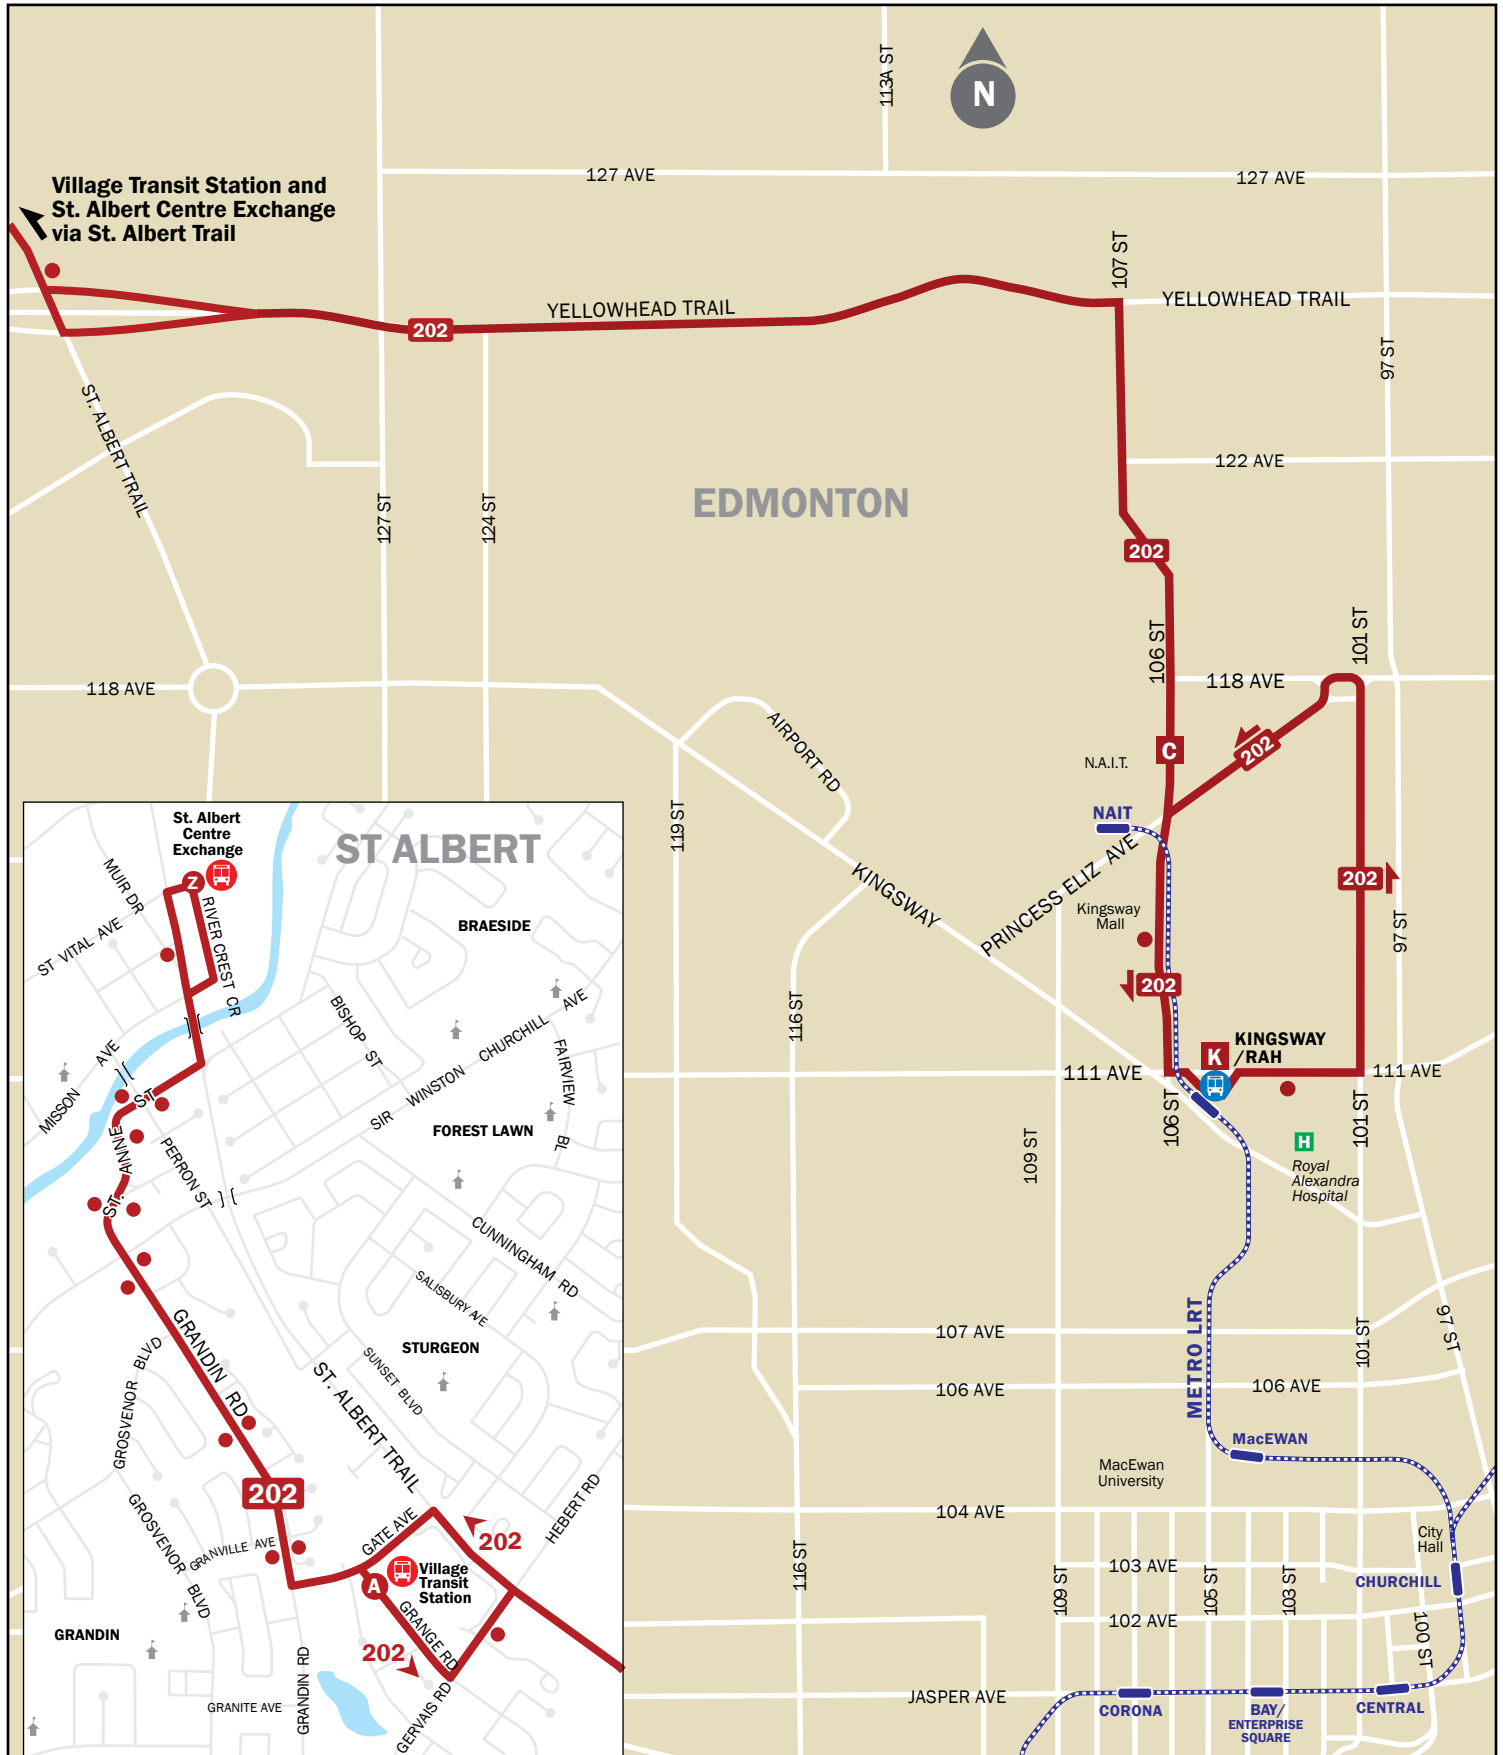 113A ST
N
127 AVE
127 AVE
Village Transit Station and
St. Albert Centre Exchange
via St. Albert Trail
107 ST
YELLOWHEAD TRAIL
YELLOWHEAD TRAIL
202
97 ST
ST. ALBERT TRAIL
122 AVE
EDMONTON
127 ST
124 ST
202
106 ST
101 ST
118 AVE
118 AVE
AIRPORT RD
202
C
N.A.I.T.
NAIT
119 ST
KINGSWAY
PRINCESS ELIZ AVE
202
Kingsway
Mall
97 ST
202
116 ST
K
KINGSWAY
/RAH
111 AVE
111 AVE
106 ST
101 ST
109 ST
H
Royal
Alexandra
Hospital
METRO LRT
107 AVE
101 ST
97 ST
106 AVE
106 AVE
MacEWAN
MacEwan
University
104 AVE
City
Hall
116 ST
109 ST
103 AVE
105 ST
103 ST
CHURCHILL
102 AVE
100 ST
JASPER AVE
CORONA
BAY/
ENTERPRISE
SQUARE
CENTRAL
St. Albert
Centre
Exchange
ST ALBERT
Z
MUIR DR
RIVER CREST CR
ST VITAL AVE
BRAESIDE
BISHOP ST
SIR WINSTON CHURCHILL AVE
FAIRVIEW BL
MISSON AVE
ST. ANNE ST
PERRON ST
FOREST LAWN
CUNNINGHAM RD
SALISBURY AVE
STURGEON
SUNSET BLVD
GRANDIN RD
GROSVENOR BLVD
ST. ALBERT TRAIL
202
GROSVENOR BLVD
GRANVILLE AVE
GATE AVE
202
HEBERT RD
A
Village
Transit
Station
GRANGE RD
202
GRANDIN
GRANITE AVE
GRANDIN RD
GERVAIS RD